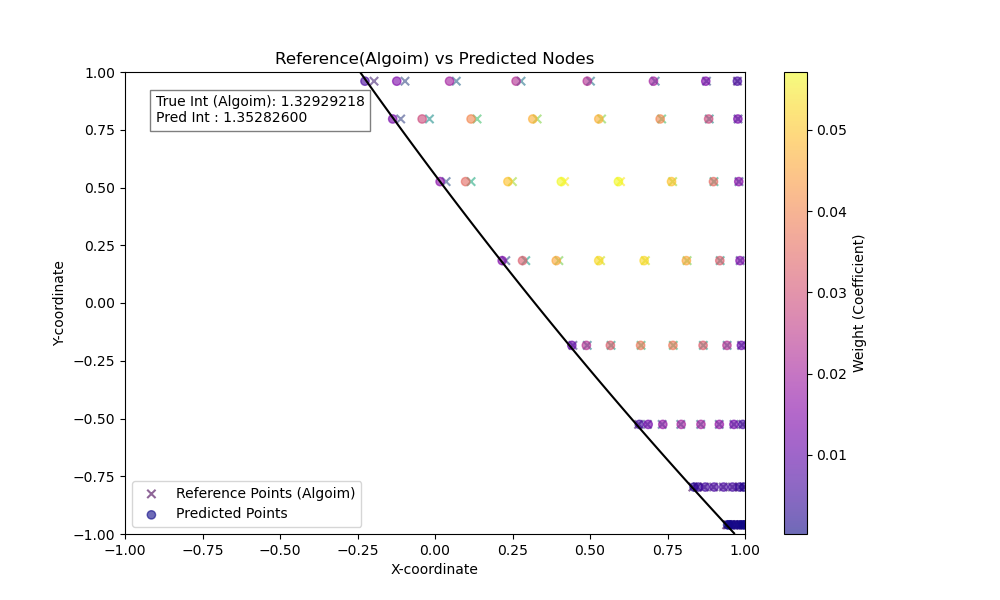 Reference(Algoim) vs Predicted Nodes
True Int (Algoim): 1.32929218
Pred Int : 1.35282600
Reference Points (Algoim)
Predicted Points
1.00
0.75
0.50
0.25
0.00
−0.25
−0.50
−0.75
−1.00
Y-coordinate
−1.00 −0.75 −0.50 −0.25 0.00 0.25 0.50 0.75 1.00
X-coordinate
0.05
0.04
0.03
0.02
0.01
Weight (Coefficient)